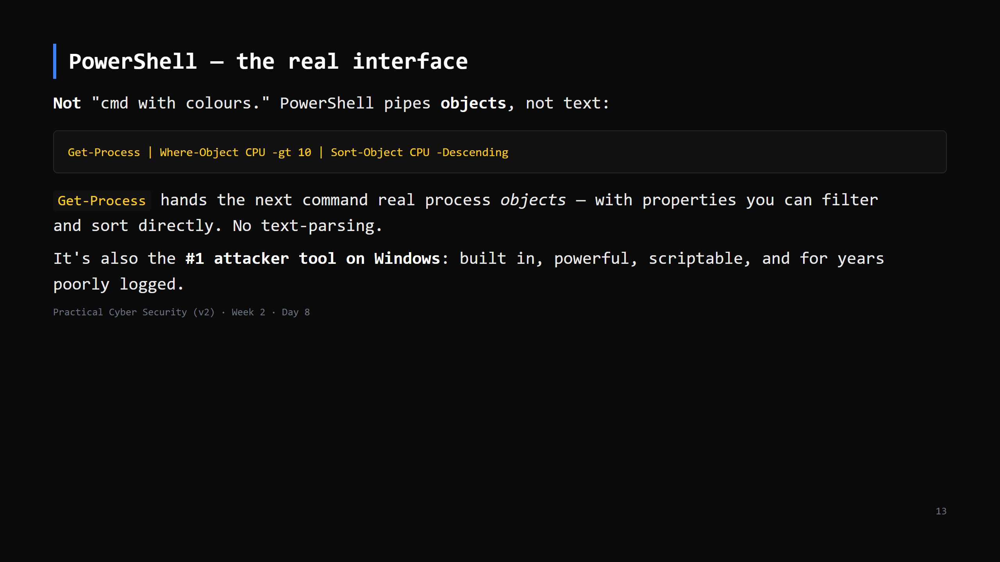 PowerShell — the real interface
Not "cmd with colours." PowerShell pipes objects, not text:
Get-Process | Where-Object CPU -gt 10 | Sort-Object CPU -Descending
Get-Process hands the next command real process objects — with properties you can filter
and sort directly. No text-parsing.
It's also the #1 attacker tool on Windows: built in, powerful, scriptable, and for years
poorly logged.
Practical Cyber Security (v2) · Week 2 · Day 8
13